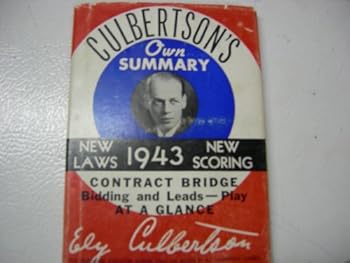 CULBERTSON'S
Own
SUMMARY
NEW LAWS 1943 NEW SCORING
CONTRACT BRIDGE
Bidding and Leads—Play
AT A GLANCE
Ely Culbertson